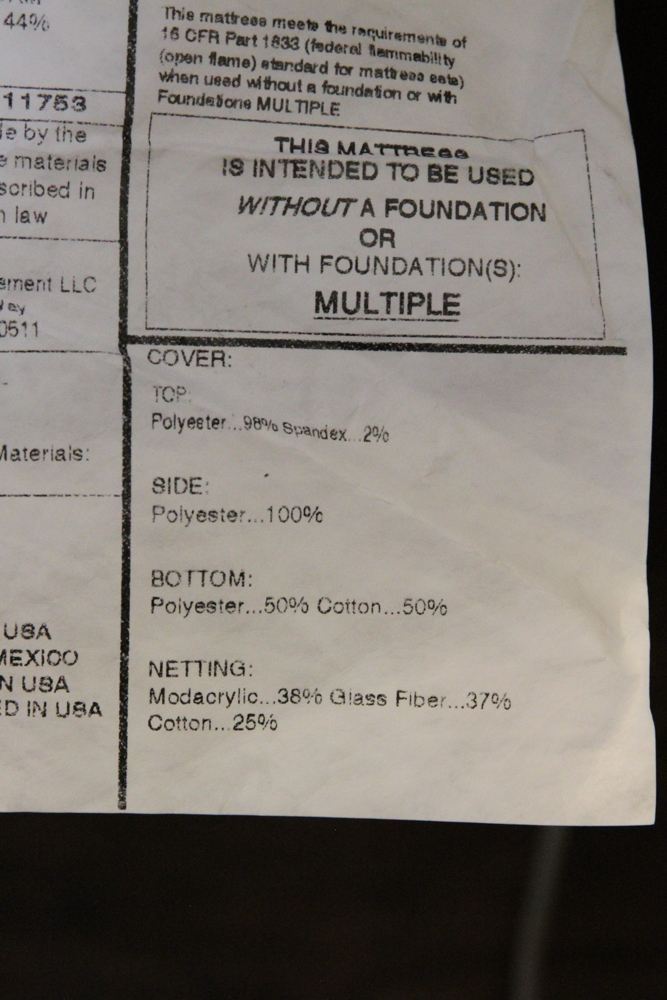 44%
11753
by the
materials
scribed in
law
ement LLC
0511
Materials:
USA
MEXICO
N USA
ED IN USA
This mattress meets the requirements of
16 CFR Part 1633 (federal flammability
(open flame) standard for mattress sets)
when used without a foundation or with
Foundations MULTIPLE
THIS MATTRESS
IS INTENDED TO BE USED
WITHOUT A FOUNDATION
OR
WITH FOUNDATION(S):
MULTIPLE
COVER:
TOP:
Polyester...98% Spandex...2%
SIDE:
Polyester...100%
BOTTOM:
Polyester...50% Cotton...50%
NETTING:
Modacrylic...38% Glass Fiber...37%
Cotton...25%